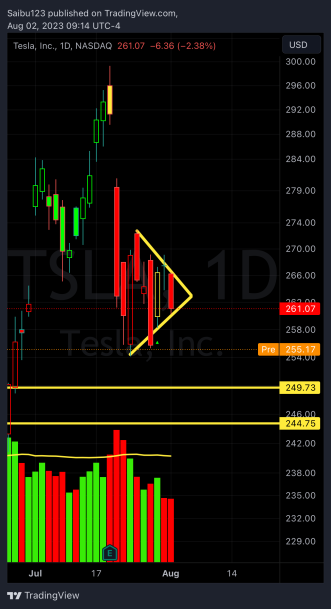 Saibu123 published on TradingView.com,
Aug 02, 2023 09:14 UTC-4
Tesla, Inc., 1D, NASDAQ 261.07 −6.36 (−2.38%)
USD
300.00
296.00
292.00
288.00
284.00
279.00
274.00
270.00
266.00
262.00
261.07
258.00
Pre 255.17
249.73
246.00
244.75
242.00
239.00
235.00
232.00
229.00
TSLA, 1D
Tesla, Inc.
E
Jul 17 Aug 14
TradingView